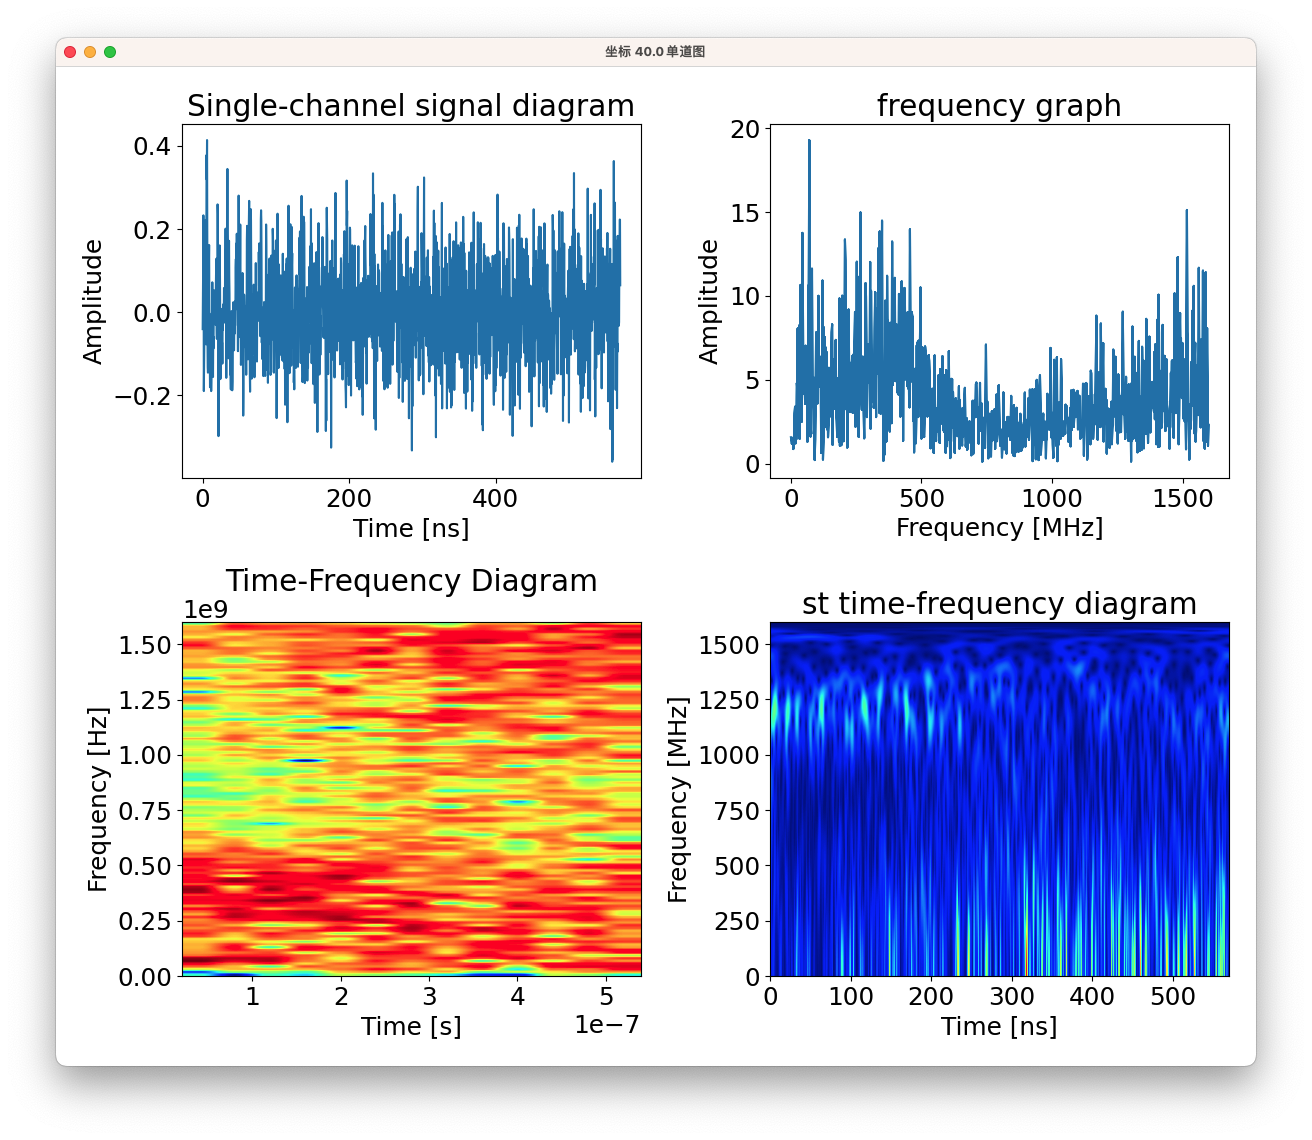 坐标 40.0 单道图
Single-channel signal diagram
0.4
0.2
0.0
−0.2
Amplitude
0
200
400
Time [ns]
frequency graph
20
15
10
5
0
Amplitude
0
500
1000
1500
Frequency [MHz]
Time-Frequency Diagram
1e9
1.50
1.25
1.00
0.75
0.50
0.25
0.00
Frequency [Hz]
1
2
3
4
5
1e−7
Time [s]
st time-frequency diagram
1500
1250
1000
750
500
250
0
Frequency [MHz]
0
100
200
300
400
500
Time [ns]